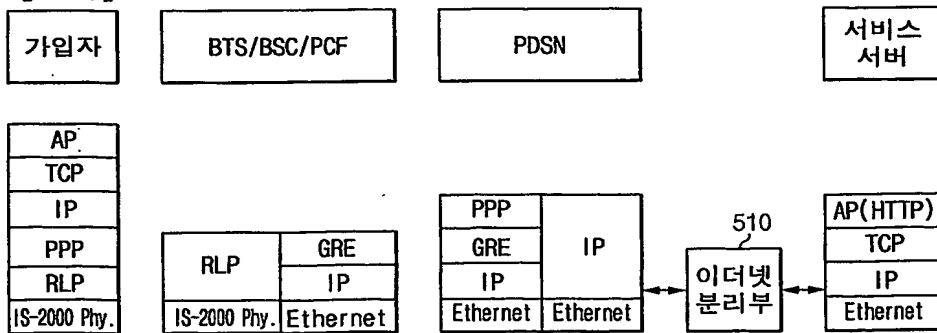 가입자
BTS/BSC/PCF
PDSN
서비스
서버
AP
TCP
IP
PPP
RLP
IS-2000 Phy.
RLP
GRE
IP
IS-2000 Phy.
Ethernet
PPP
GRE
IP
Ethernet
IP
Ethernet
510
이더넷
분리부
AP(HTTP)
TCP
IP
Ethernet